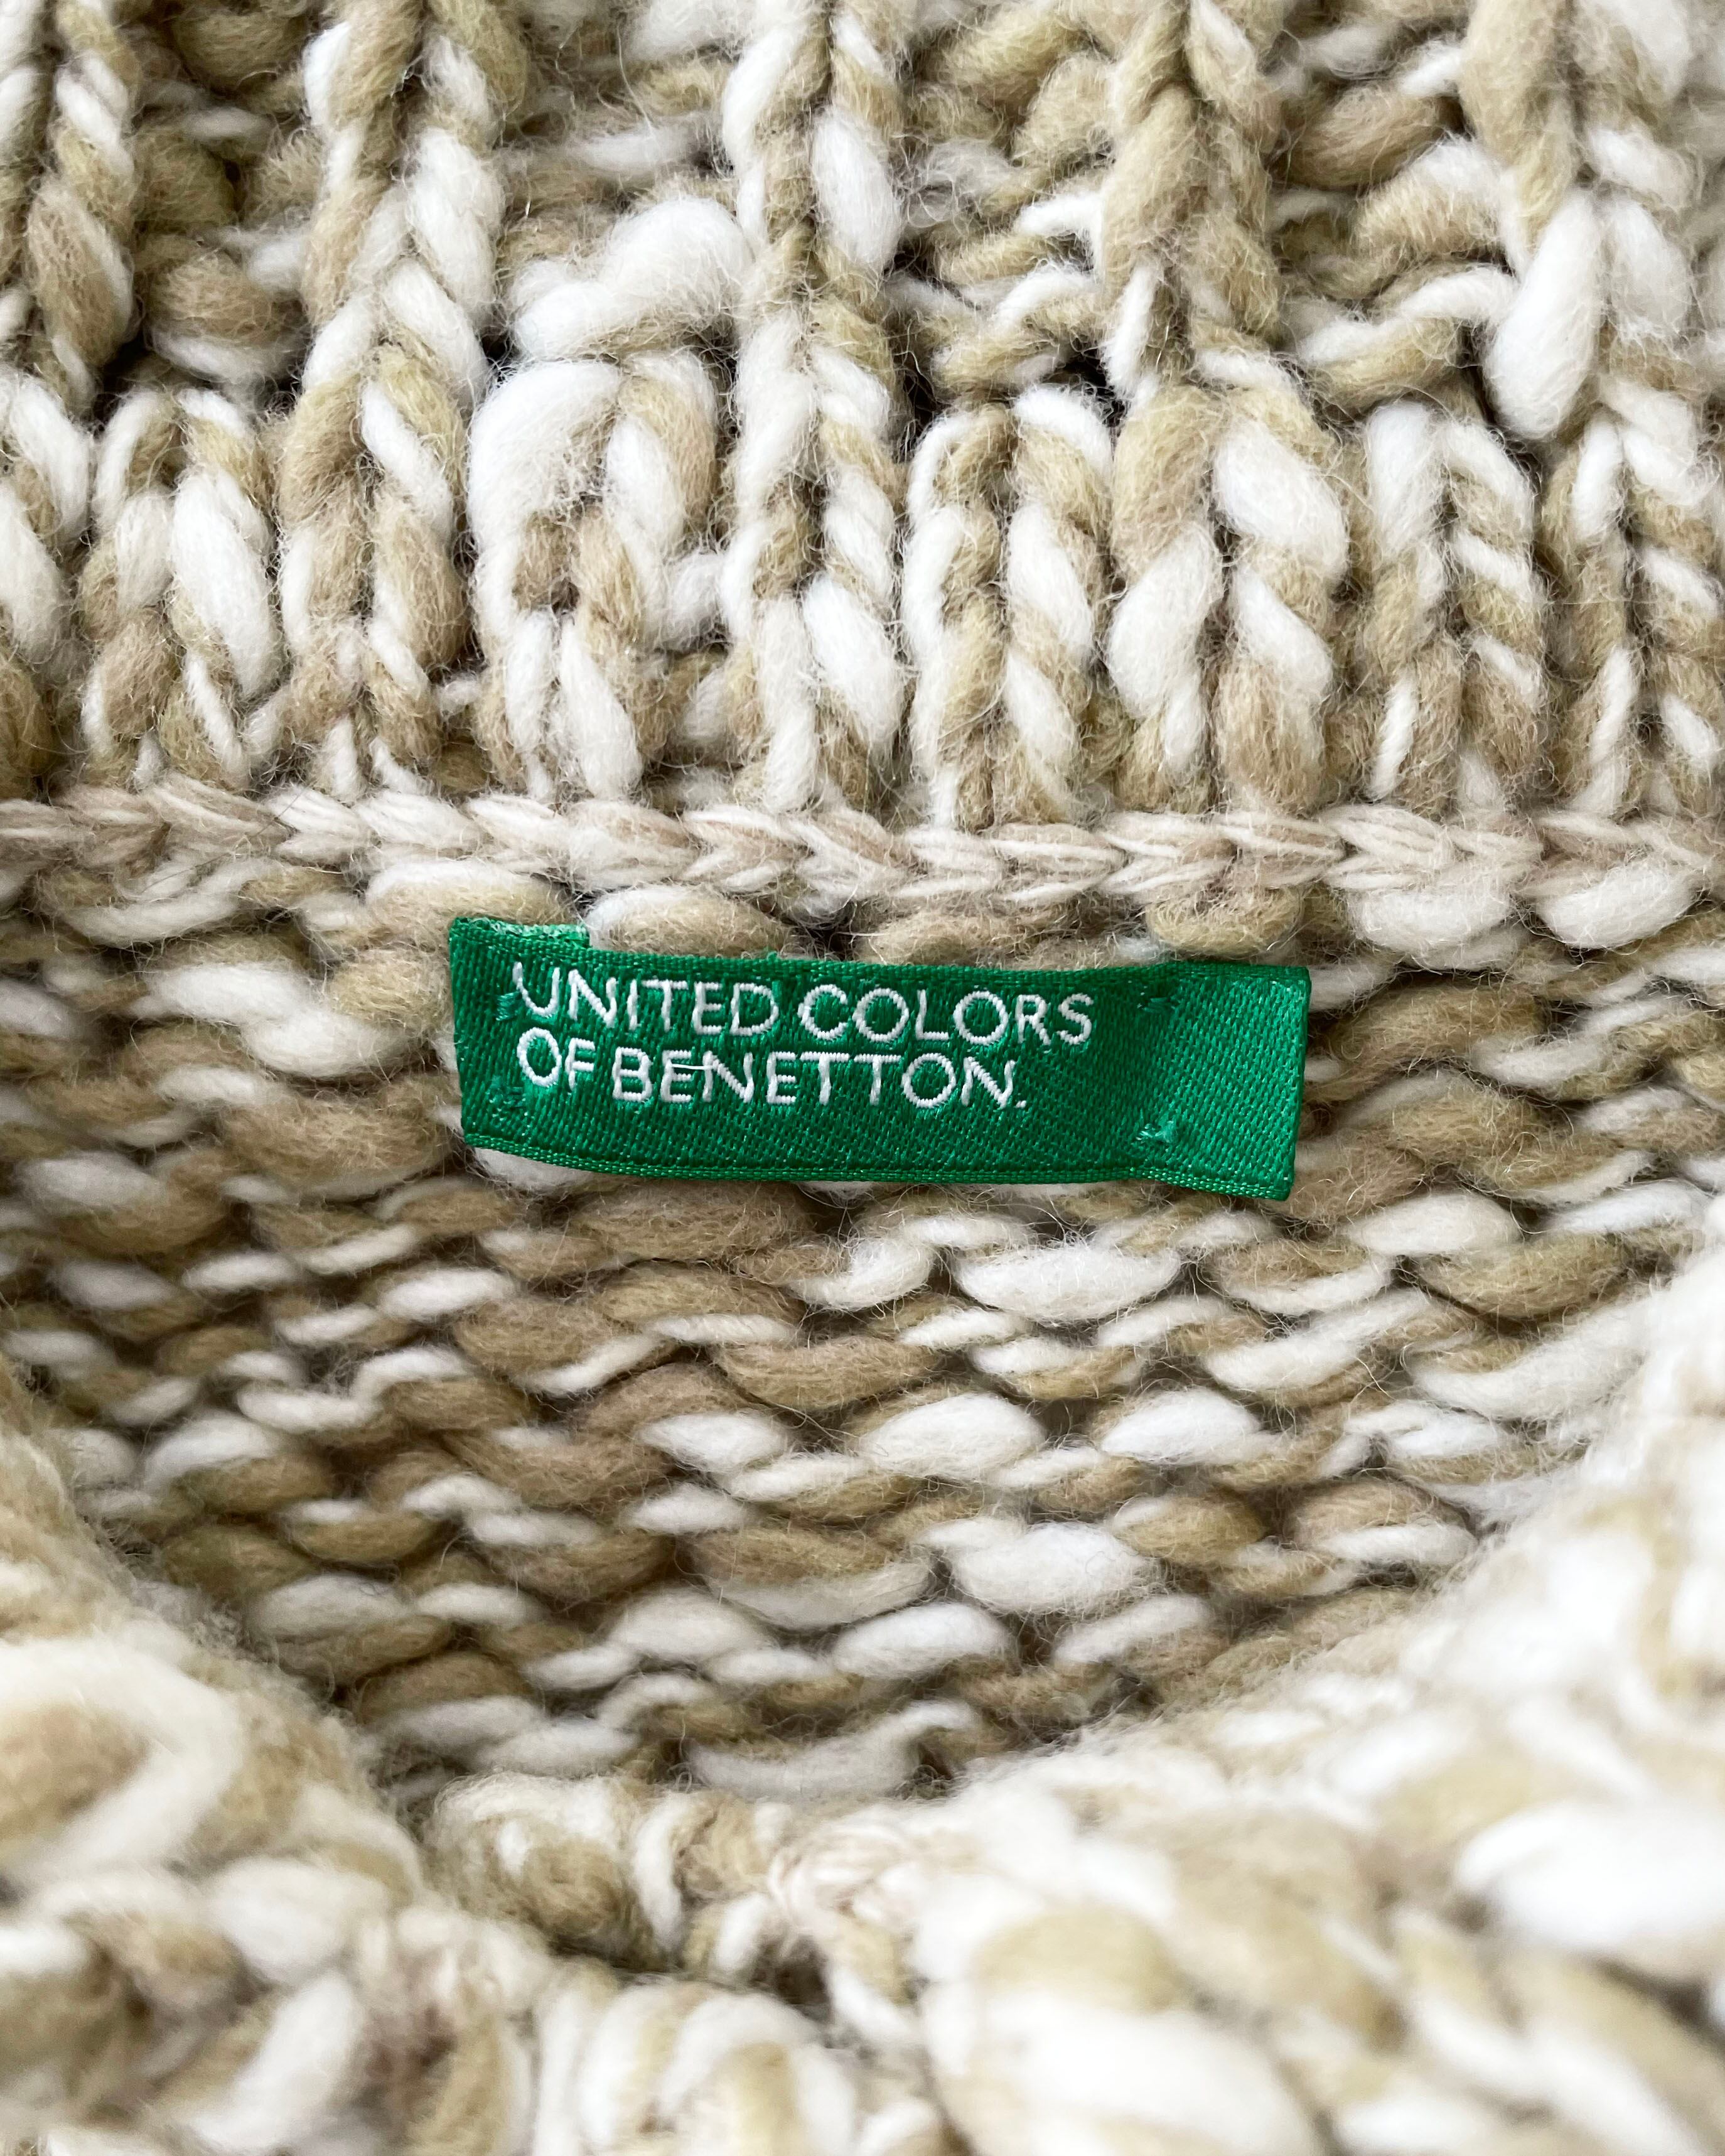 UNITED COLORS
OF BENETTON.